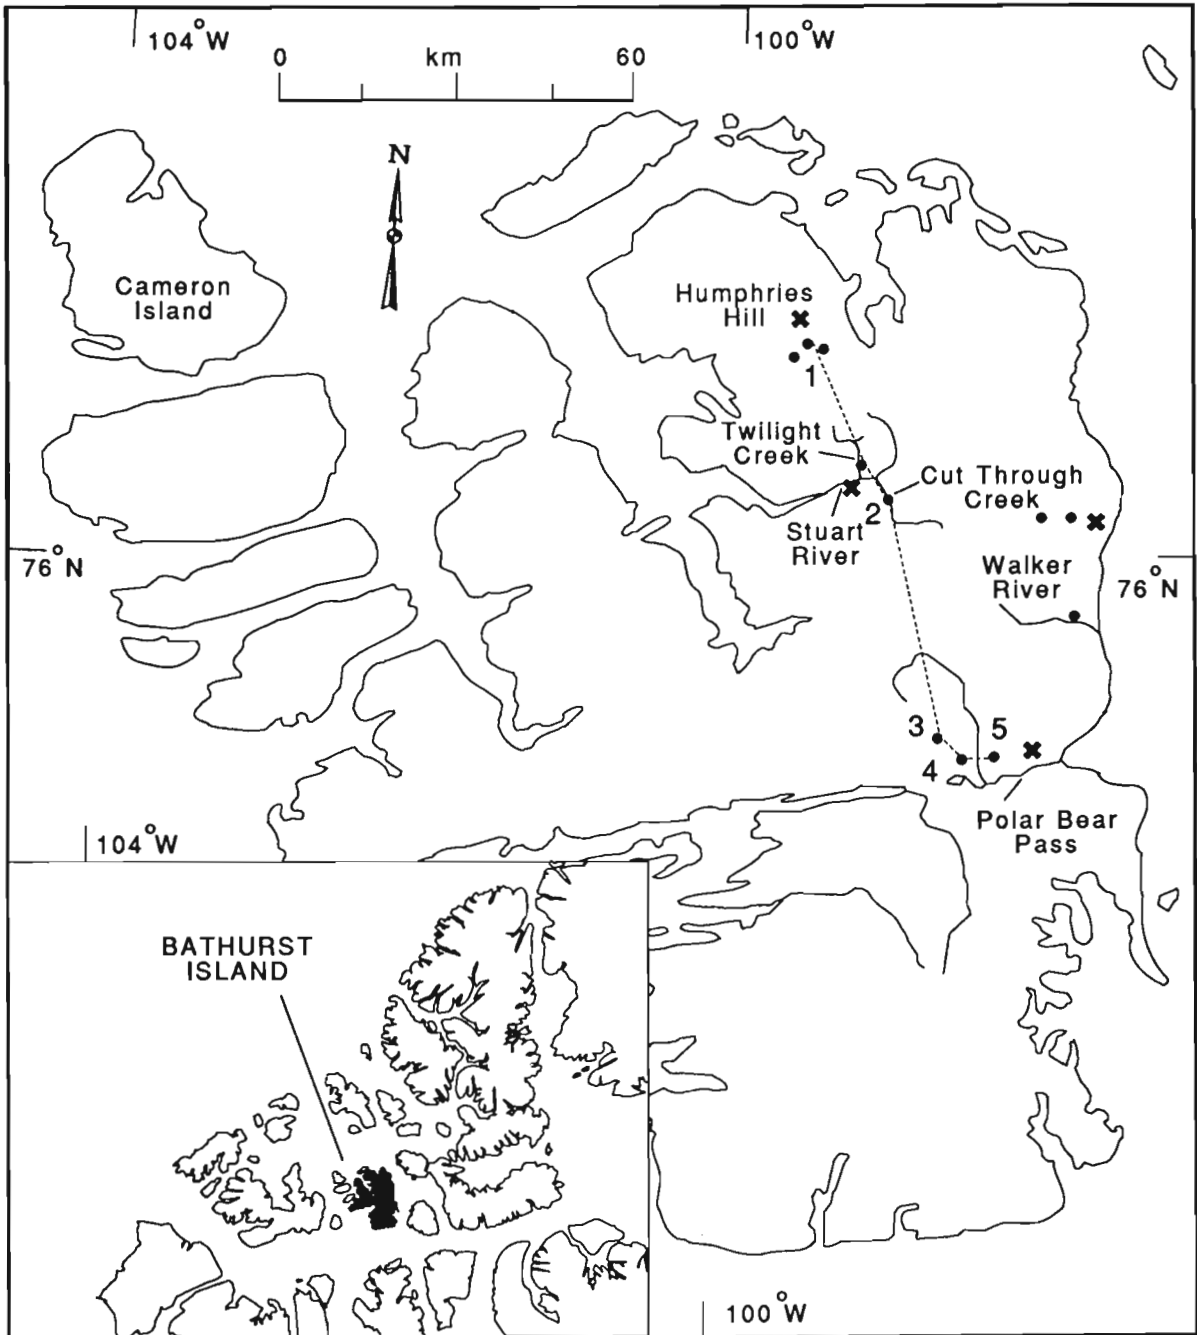 104°W
100°W
0 km 60
N
Cameron
Island
Humphries
Hill
1
Twilight
Creek
Cut Through
Creek
2
Stuart
River
76°N
Walker
River
76°N
3
5
4
Polar Bear
Pass
104°W
BATHURST
ISLAND
100°W